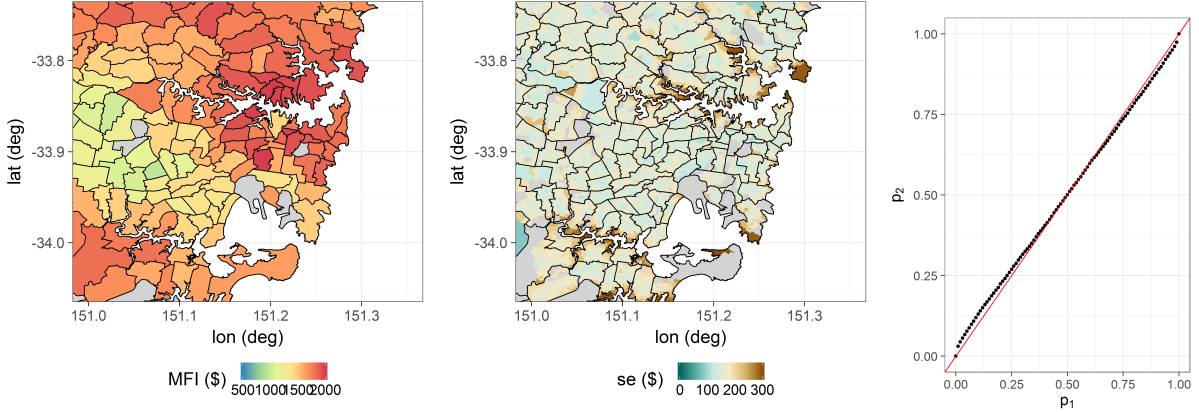 -33.8
-33.9
-34.0
lat (deg)
151.0 151.1 151.2 151.3
lon (deg)
MFI ($)
500 1000 1500 2000
-33.8
-33.9
-34.0
lat (deg)
151.0 151.1 151.2 151.3
lon (deg)
se ($)
0 100 200 300
1.00
0.75
0.50
0.25
0.00
p₂
0.00 0.25 0.50 0.75 1.00
p₁